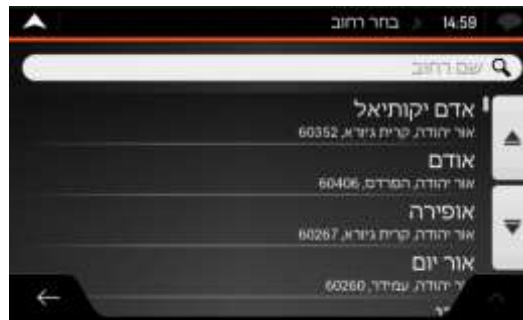 בחר רחוב
14:59
שם רחוב
אדם יקותיאל
אור יהודה, קרית גיורא, 60352
אודם
אור יהודה, הפרדס, 60406
אופירה
אור יהודה, קרית גיורא, 60267
אור יום
יהודה, עמידר, 60260